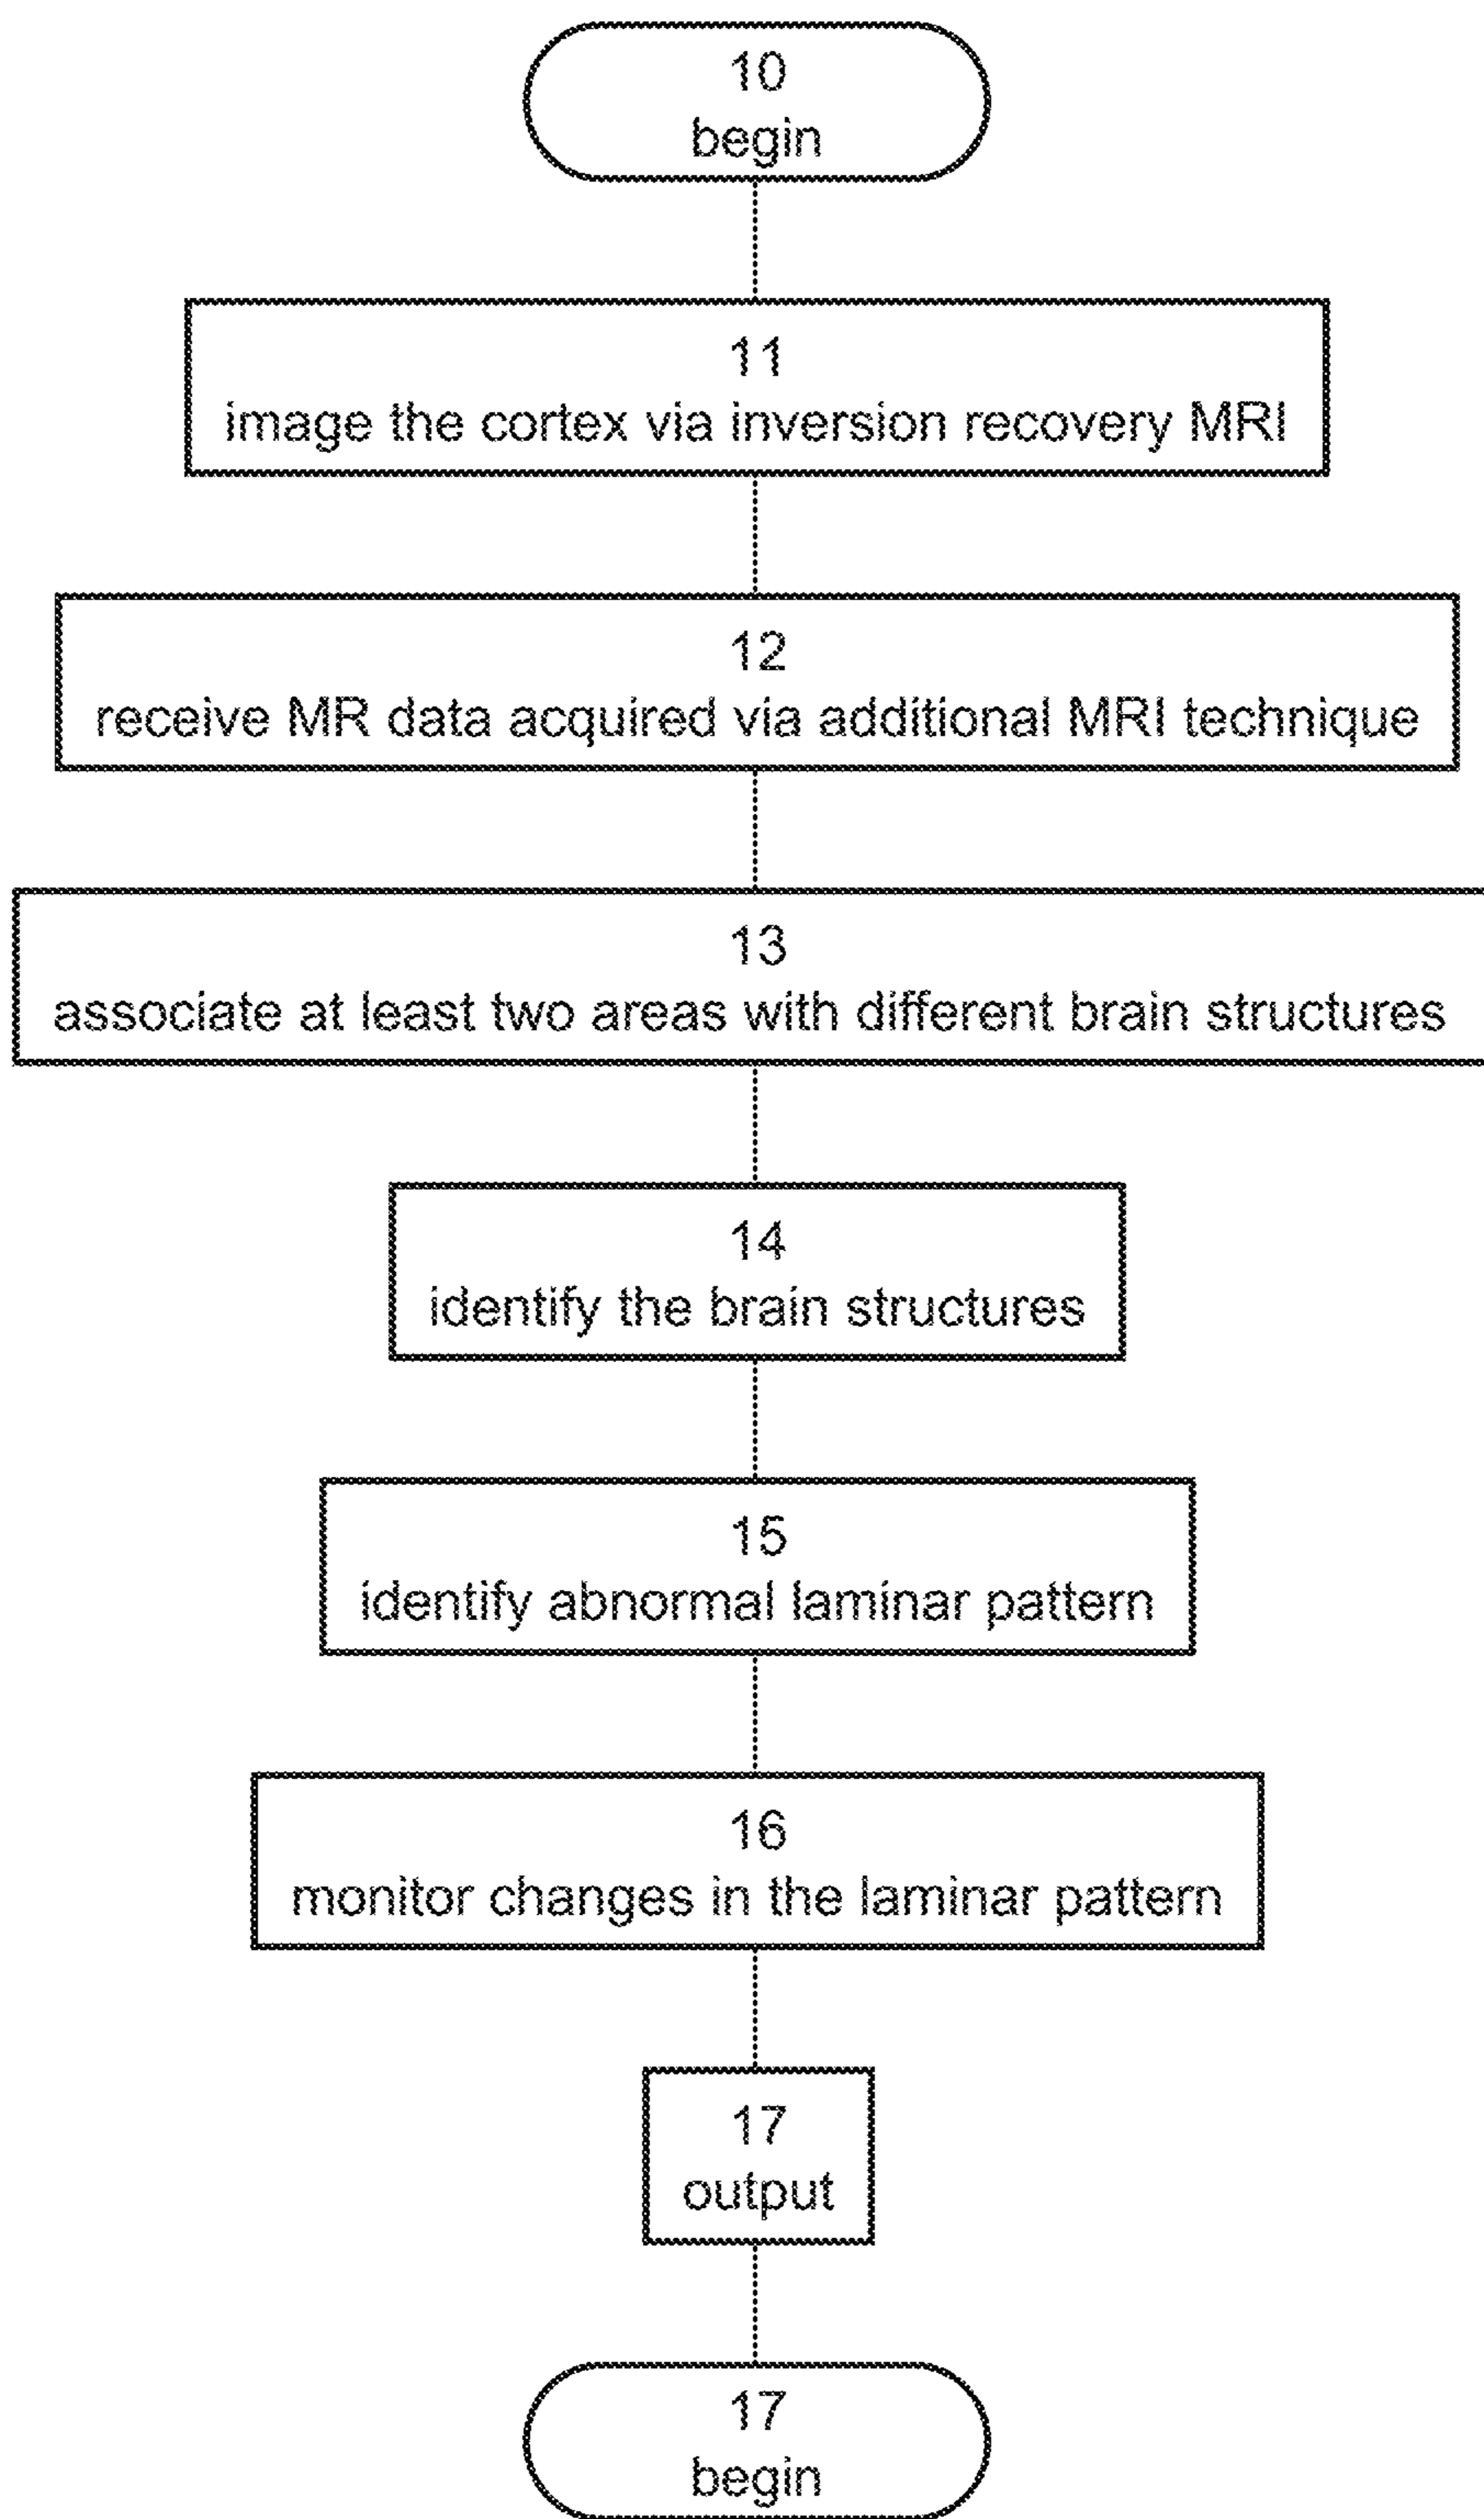 10
begin
11
image the cortex via inversion recovery MRI
12
receive MR data acquired via additional MRI technique
13
associate at least two areas with different brain structures
14
identify the brain structures
15
identify abnormal laminar pattern
16
monitor changes in the laminar pattern
17
output
17
begin